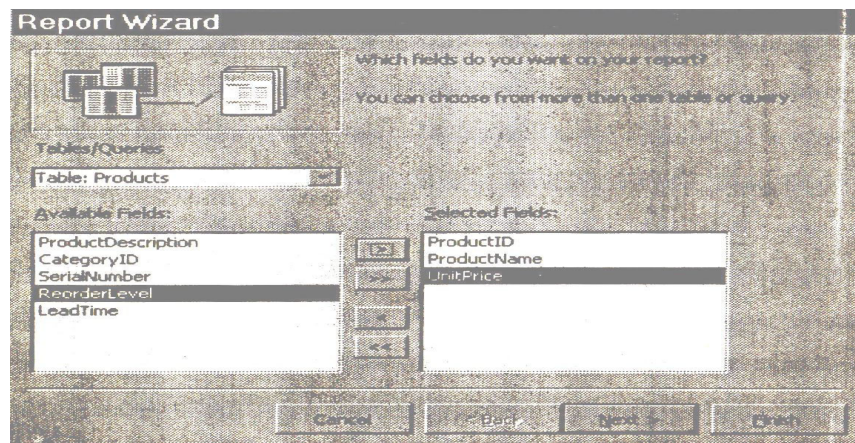 Report Wizard
Which fields do you want on your report?
You can choose from more than one table or query.
Tables/Queries
Table: Products
Available Fields:
Selected Fields:
ProductDescription
CategoryID
SerialNumber
ReorderLevel
LeadTime
>
>>
<
<<
ProductID
ProductName
UnitPrice
Cancel
< Back
Next >
Finish